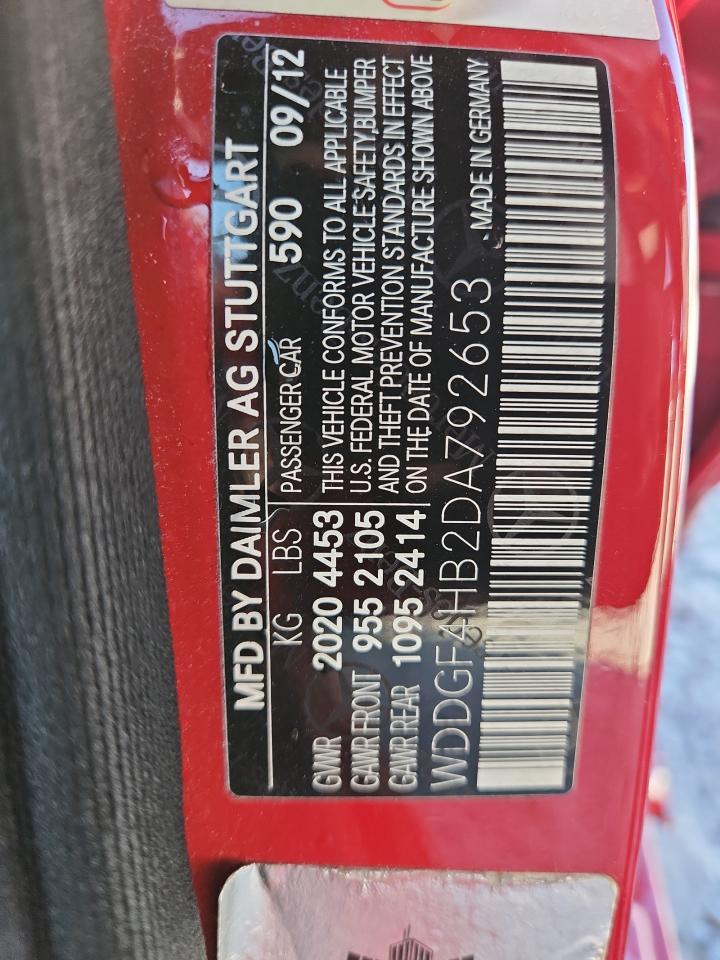 MFD BY DAIMLER AG STUTTGART
KG LBS
PASSENGER CAR 590 09/12
GWR 2020 4453
GAWR FRONT 955 2105
GAWR REAR 1095 2414
THIS VEHICLE CONFORMS TO ALL APPLICABLE
U.S. FEDERAL MOTOR VEHICLE SAFETY,BUMPER
AND THEFT PREVENTION STANDARDS IN EFFECT
ON THE DATE OF MANUFACTURE SHOWN ABOVE
WDDGF4HB2DA792653
MADE IN GERMANY